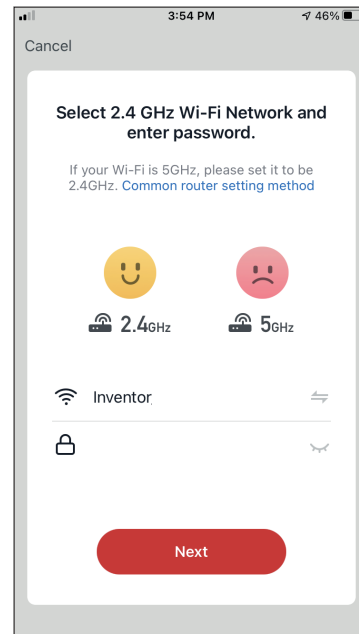 3:54 PM
46%
Cancel
Select 2.4 GHz Wi-Fi Network and
enter password.
If your Wi-Fi is 5GHz, please set it to be
2.4GHz. Common router setting method
2.4GHz
5GHz
Inventor
Next